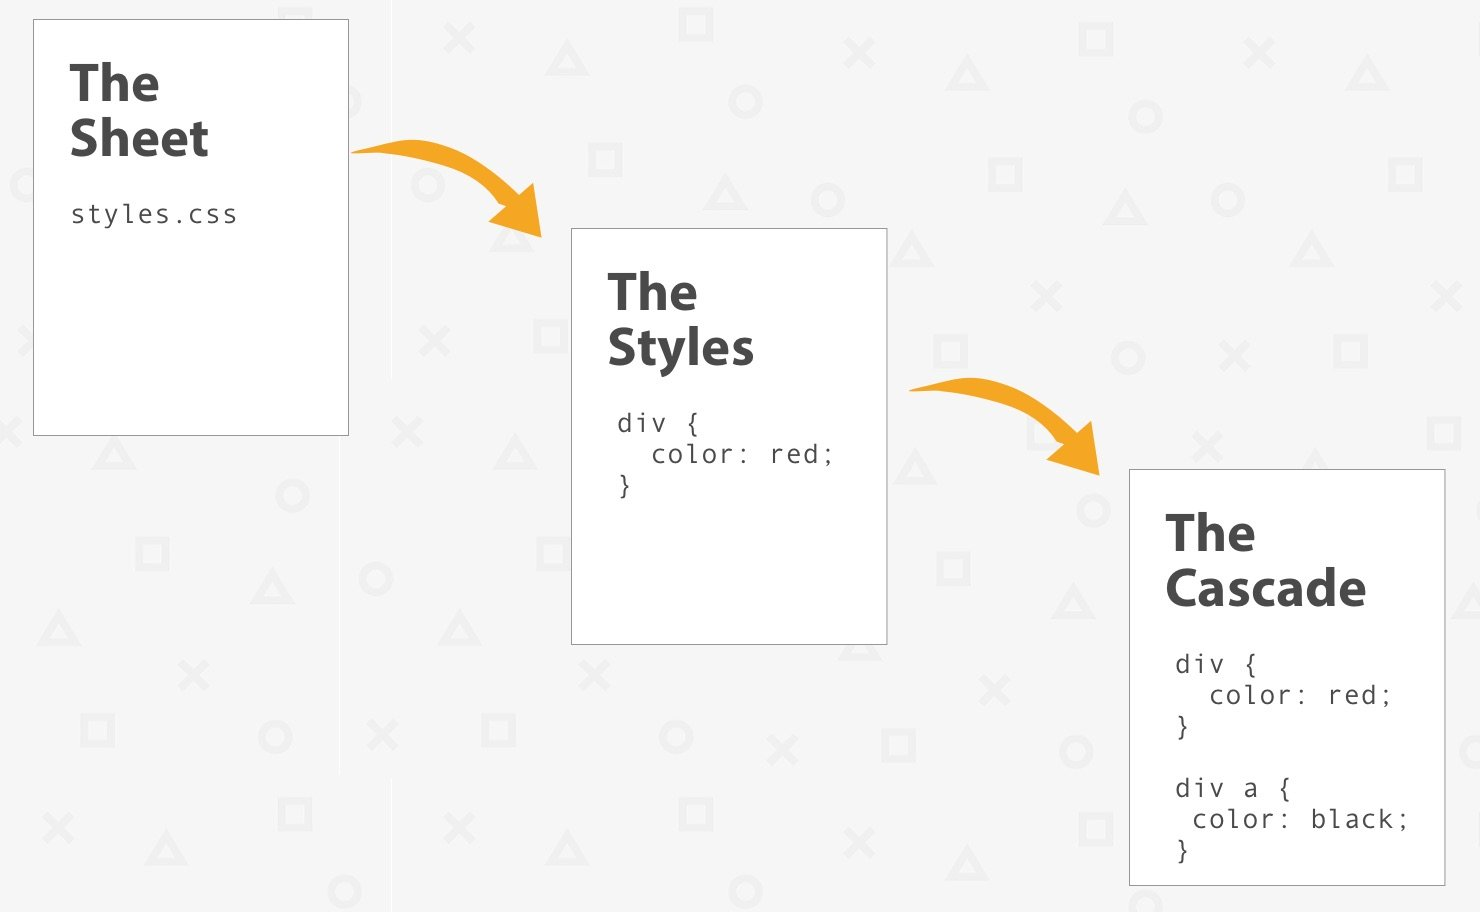 The
Sheet
styles.css
The
Styles
div {
  color: red;
}
The
Cascade
div {
  color: red;
}
div a {
 color: black;
}